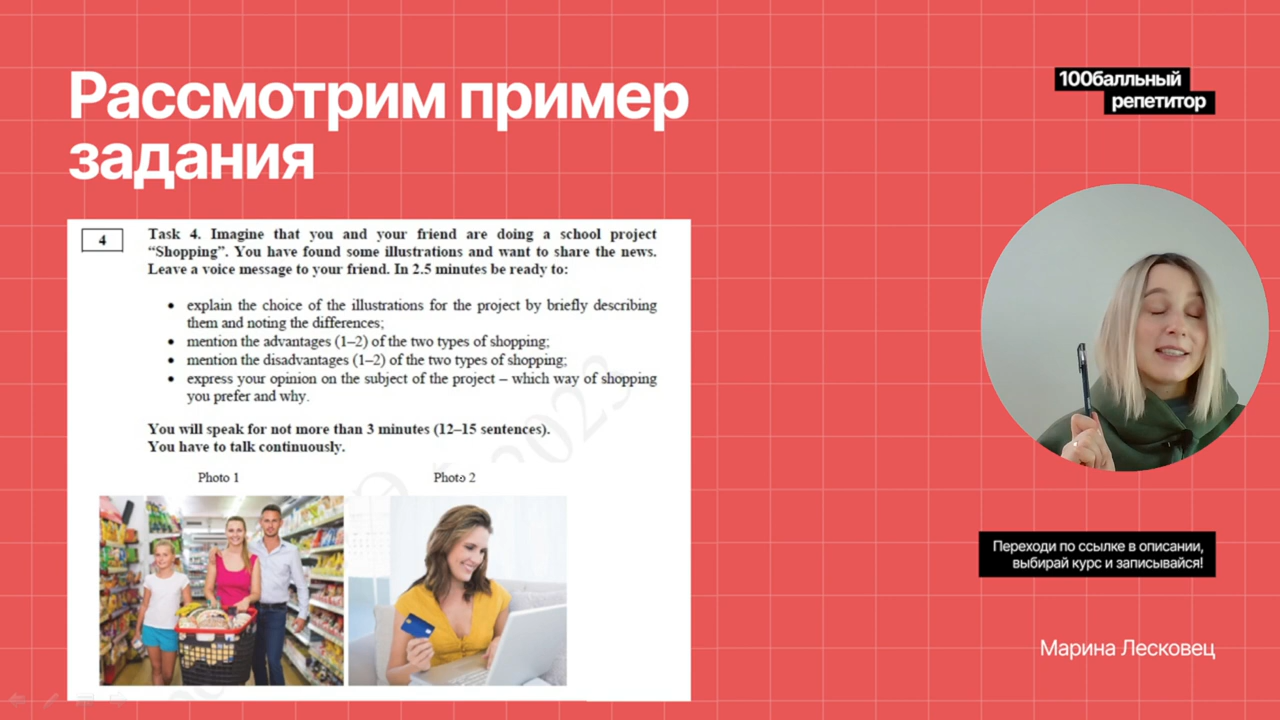 Рассмотрим пример
задания
100балльный
репетитор
4
Task 4. Imagine that you and your friend are doing a school project
“Shopping”. You have found some illustrations and want to share the news.
Leave a voice message to your friend. In 2.5 minutes be ready to:
• explain the choice of the illustrations for the project by briefly describing
them and noting the differences;
• mention the advantages (1–2) of the two types of shopping;
• mention the disadvantages (1–2) of the two types of shopping;
• express your opinion on the subject of the project – which way of shopping
you prefer and why.
You will speak for not more than 3 minutes (12–15 sentences).
You have to talk continuously.
Photo 1
Photo 2
Переходи по ссылке в описании,
выбирай курс и записывайся!
Марина Лесковец